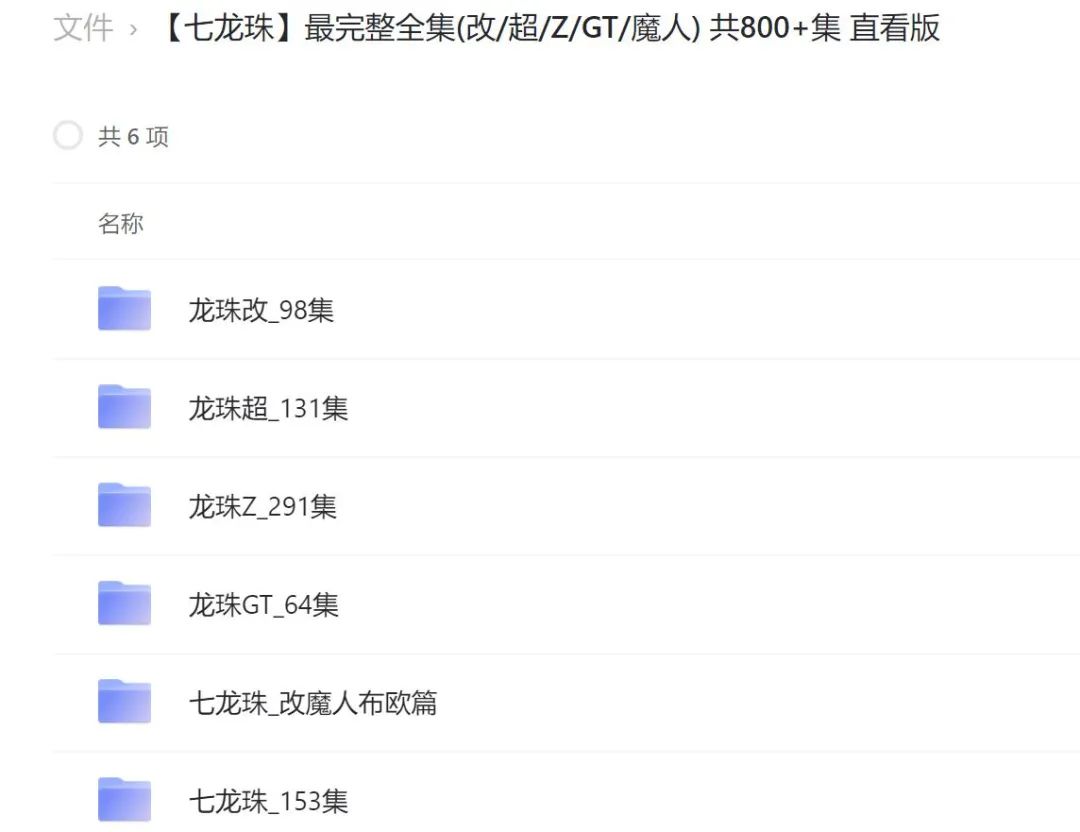 文件 › 【七龙珠】最完整全集(改/超/Z/GT/魔人) 共800+集 直看版
共 6 项
名称
龙珠改_98集
龙珠超_131集
龙珠Z_291集
龙珠GT_64集
七龙珠_改魔人布欧篇
七龙珠_153集